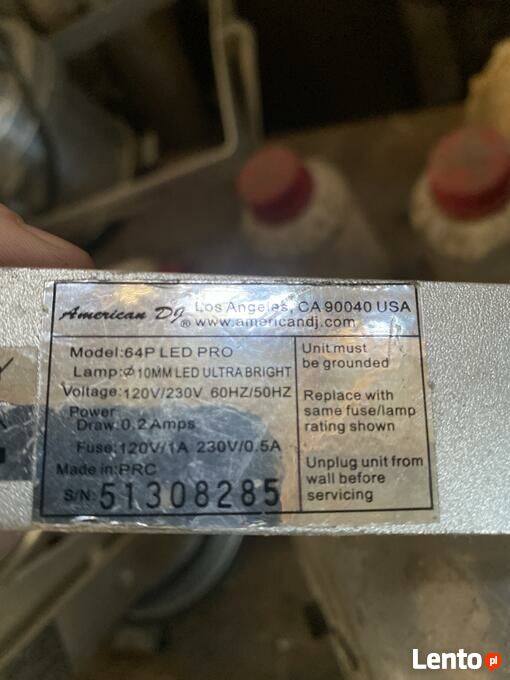 American DJ® Los Angeles, CA 90040 USA
www.americandj.com
Model:64P LED PRO
Lamp:Ø10MM LED ULTRA BRIGHT
Voltage:120V/230V 60HZ/50HZ
Power
Draw:0.2 Amps
Fuse:120V/1A 230V/0.5A
Made in:PRC
S/N:51308285
Unit must
be grounded
Replace with
same fuse/lamp
rating shown
Unplug unit from
wall before
servicing
Lento.pl